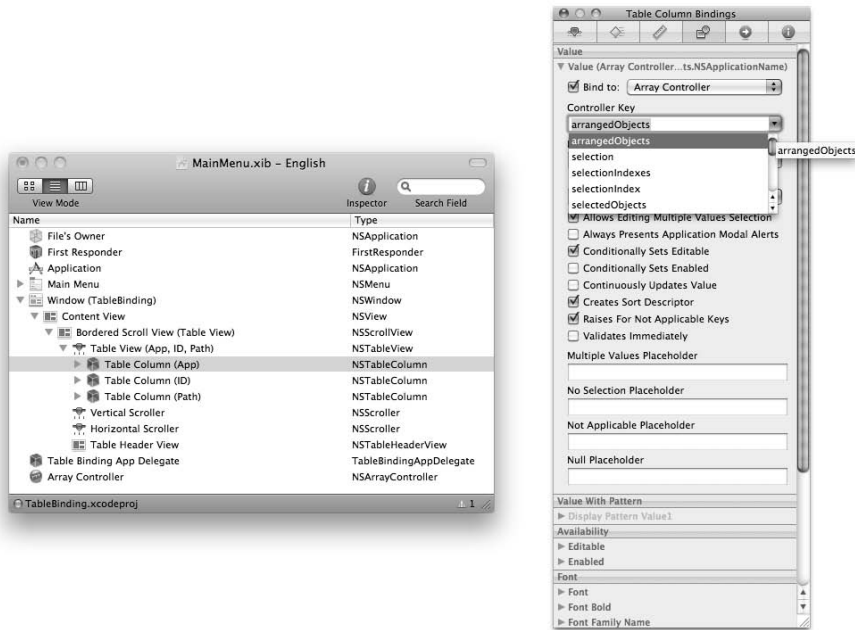 MainMenu.xib – English
View Mode
Inspector
Search Field
Name Type
File's Owner NSApplication
First Responder FirstResponder
Application NSApplication
Main Menu NSMenu
Window (TableBinding) NSWindow
Content View NSView
Bordered Scroll View (Table View) NSScrollView
Table View (App, ID, Path) NSTableView
Table Column (App) NSTableColumn
Table Column (ID) NSTableColumn
Table Column (Path) NSTableColumn
Vertical Scroller NSScroller
Horizontal Scroller NSScroller
Table Header View NSTableHeaderView
Table Binding App Delegate TableBindingAppDelegate
Array Controller NSArrayController
TableBinding.xcodeproj 1
Table Column Bindings
Value
Value (Array Controller...ts.NSApplicationName)
Bind to: Array Controller
Controller Key
arrangedObjects
arrangedObjects
arrangedObjects
selection
selectionIndexes
selectionIndex
selectedObjects
Allows Editing Multiple Values Selection
Always Presents Application Modal Alerts
Conditionally Sets Editable
Conditionally Sets Enabled
Continuously Updates Value
Creates Sort Descriptor
Raises For Not Applicable Keys
Validates Immediately
Multiple Values Placeholder
No Selection Placeholder
Not Applicable Placeholder
Null Placeholder
Value With Pattern
Display Pattern Value1
Availability
Editable
Enabled
Font
Font
Font Bold
Font Family Name